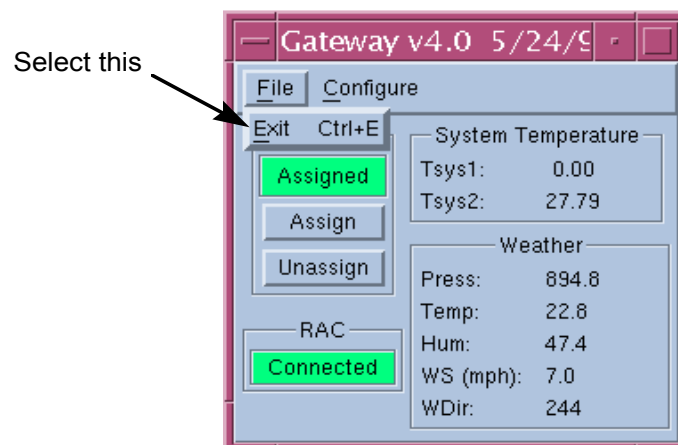 Gateway v4.0 5/24/9
Select this
File Configure
Exit Ctrl+E
System Temperature
Assigned
Tsys1: 0.00
Tsys2: 27.79
Assign
Unassign
Weather
Press: 894.8
Temp: 22.8
Hum: 47.4
WS (mph): 7.0
WDir: 244
RAC
Connected